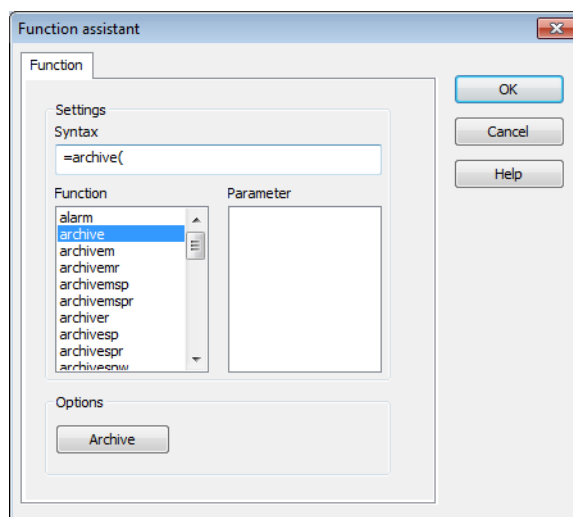 Function assistant
Function
OK
Settings
Syntax
Cancel
=archive(
Help
Function Parameter
alarm
archive
archivem
archivemr
archivemsp
archivemspr
archiver
archivesp
archivespr
archivespw
Options
Archive